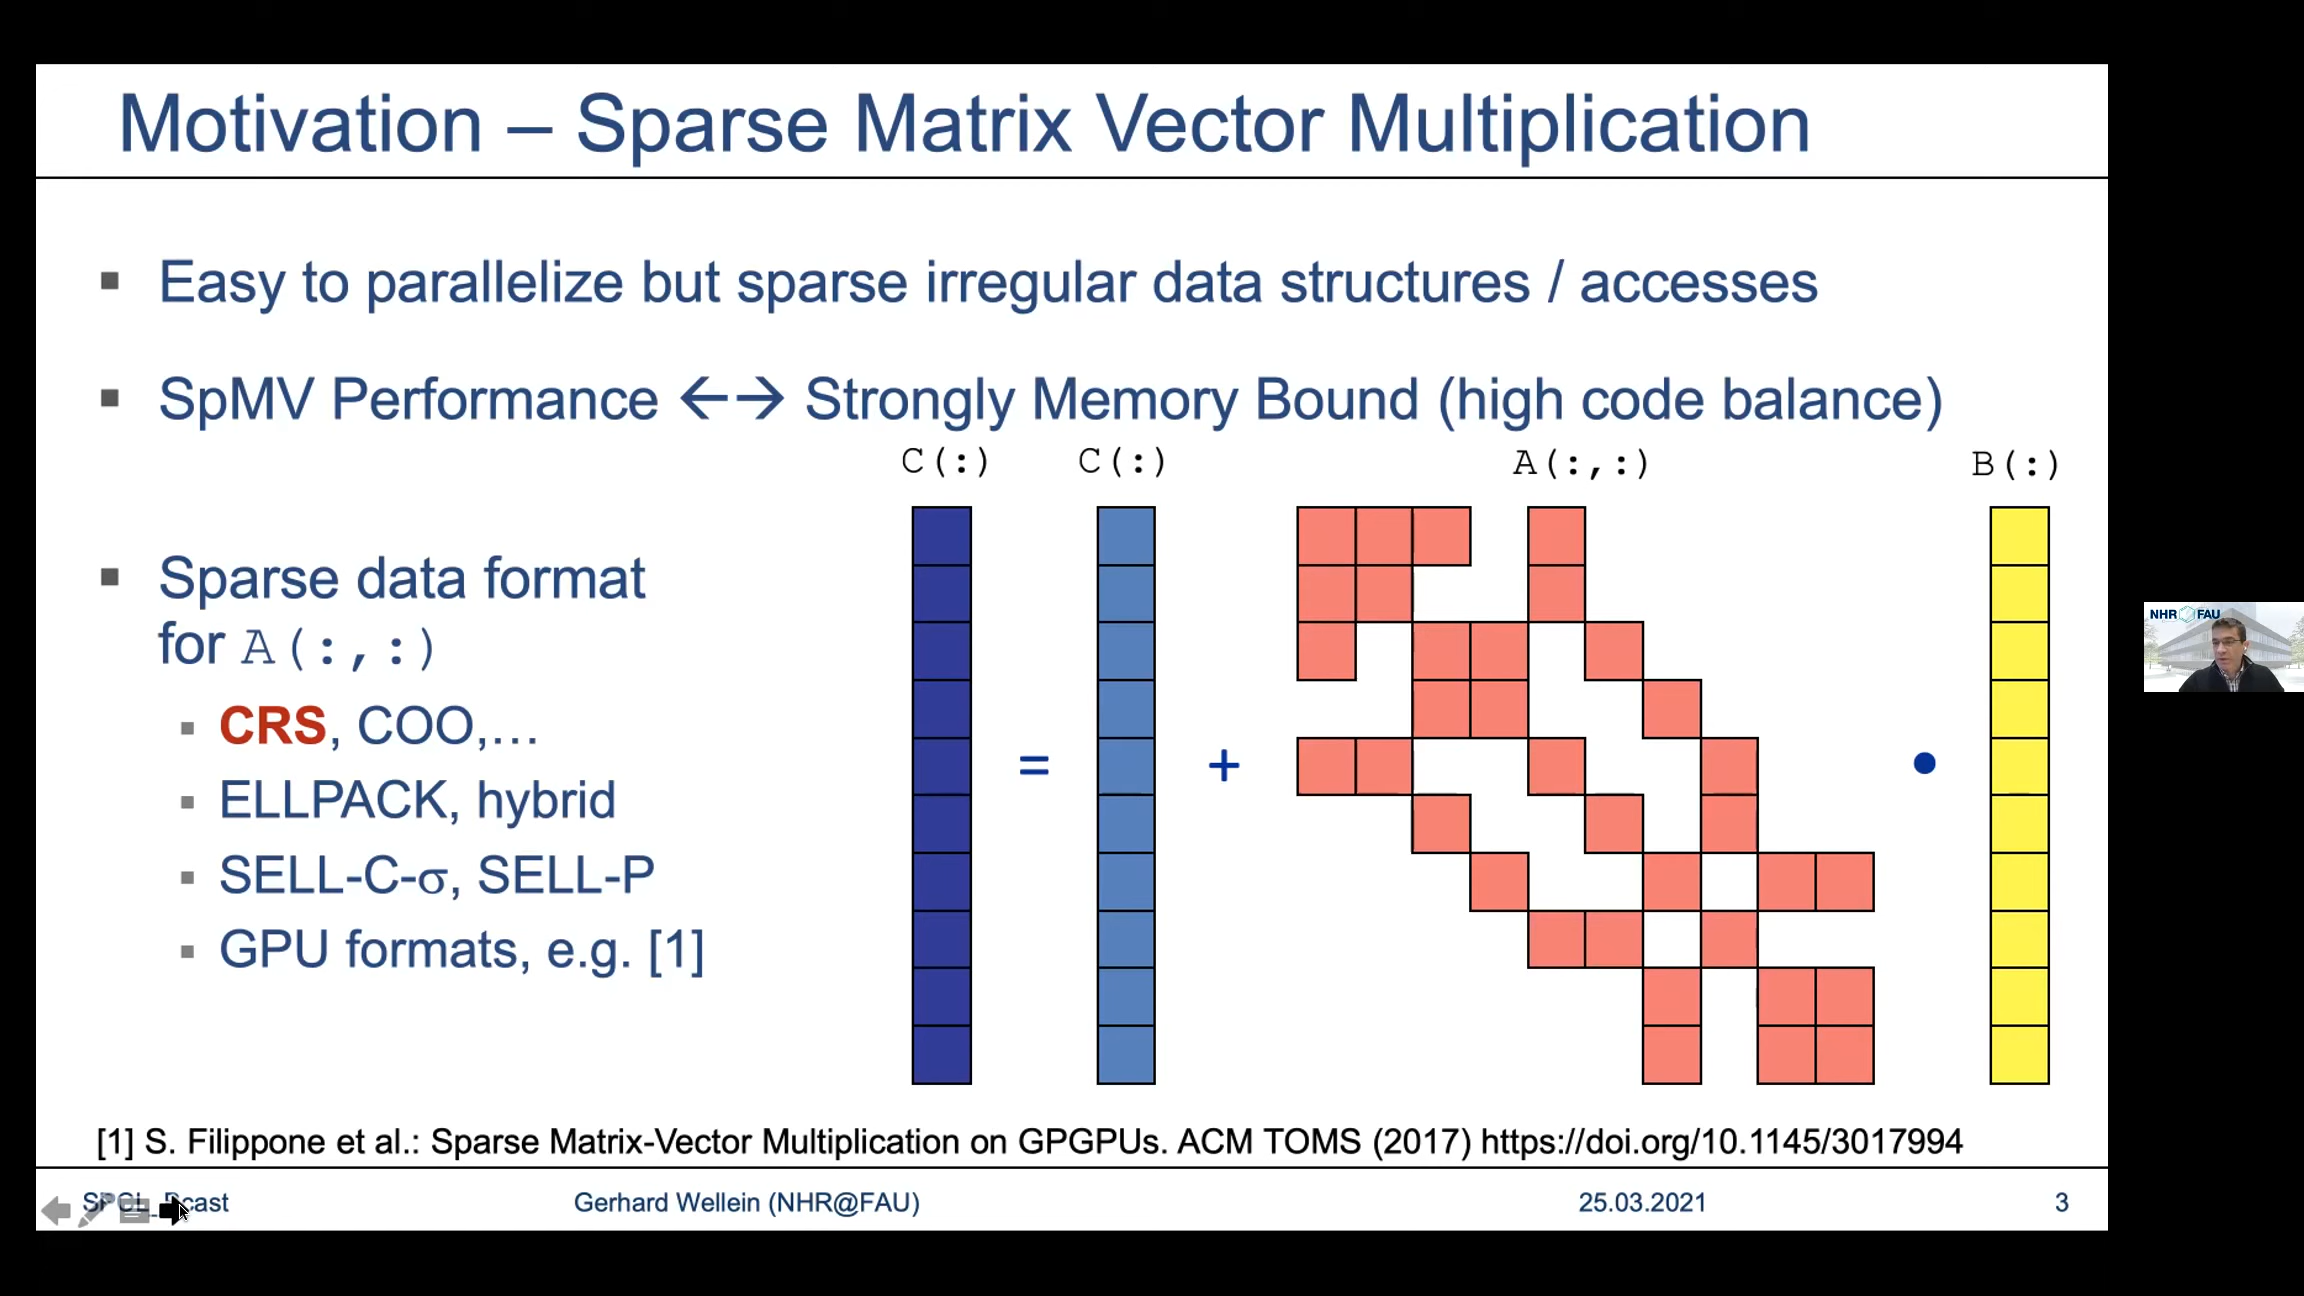 Motivation – Sparse Matrix Vector Multiplication
Easy to parallelize but sparse irregular data structures / accesses
SpMV Performance ←→ Strongly Memory Bound (high code balance)
C(:) C(:) A(:,:) B(:)
Sparse data format
for A(:,:)
CRS, COO,...
ELLPACK, hybrid
SELL-C-σ, SELL-P
GPU formats, e.g. [1]
= + •
NHR FAU
[1] S. Filippone et al.: Sparse Matrix-Vector Multiplication on GPGPUs. ACM TOMS (2017) https://doi.org/10.1145/3017994
SPCL_Bcast Gerhard Wellein (NHR@FAU) 25.03.2021 3